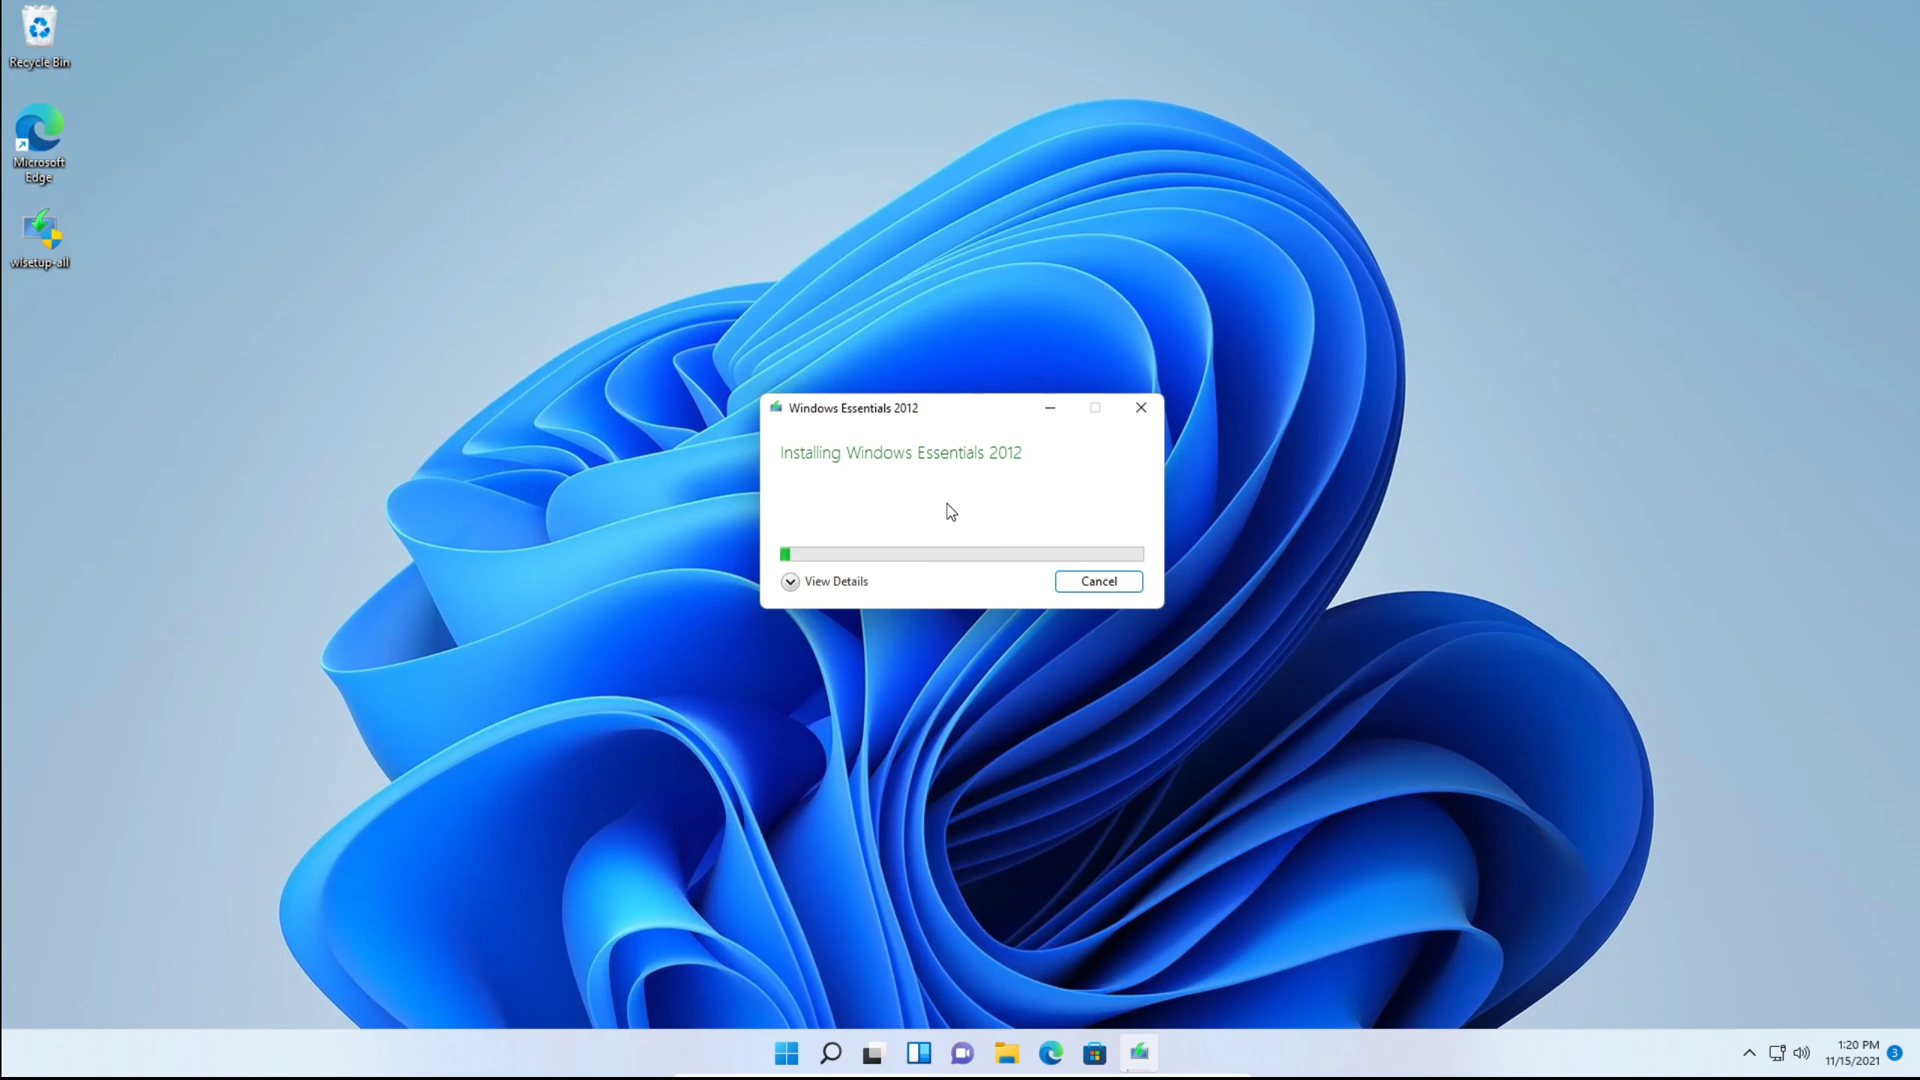 Recycle Bin
Microsoft
Edge
wlsetup-all
Windows Essentials 2012
Installing Windows Essentials 2012
View Details
Cancel
1:20 PM
11/15/2021
3